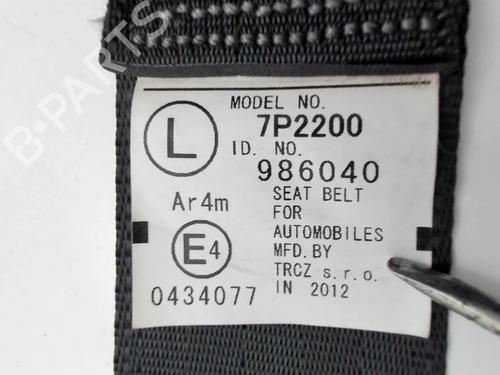 B-PARTS
MODEL NO.
7P2200
L
ID. NO.
986040
Ar4m
SEAT BELT
FOR
AUTOMOBILES
E4
MFD. BY
TRCZ s.r.o.
0434077
IN 2012